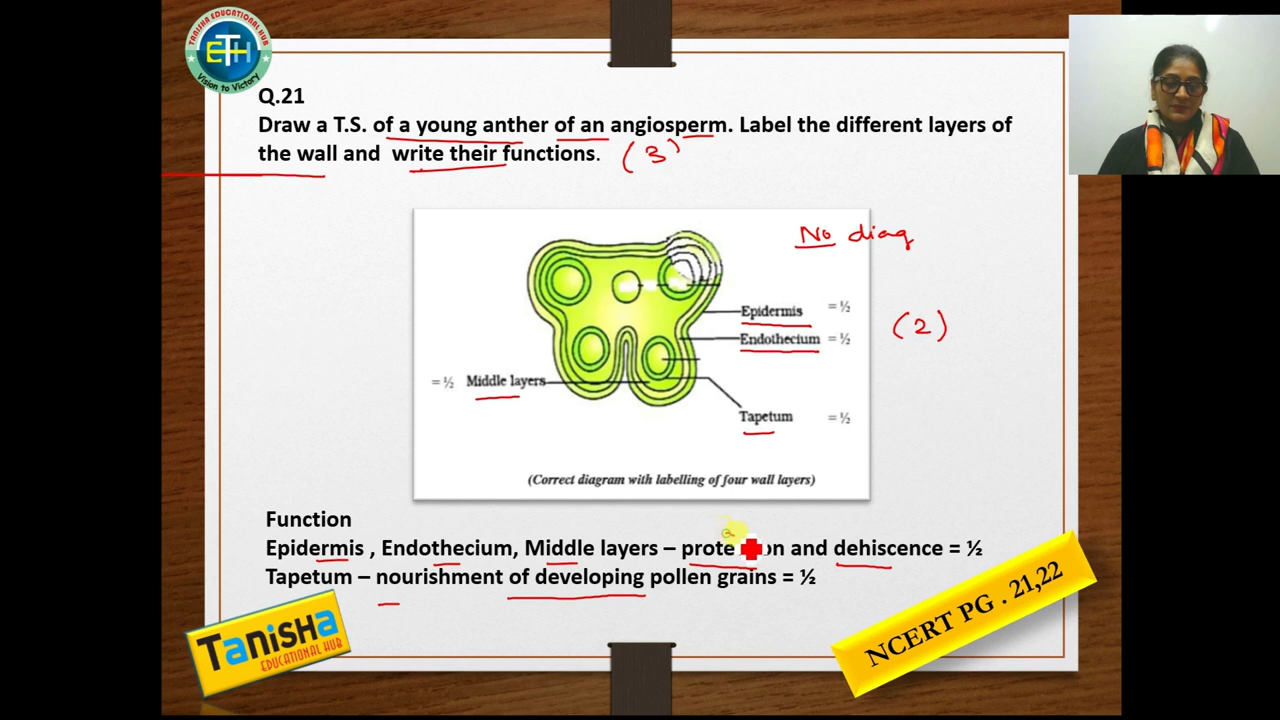 TANISHA EDUCATIONAL HUB
ETH
Vision to Victory
Q.21
Draw a T.S. of a young anther of an angiosperm. Label the different layers of
the wall and write their functions. (3)
No diag
Epidermis = ½
(2)
Endothecium = ½
= ½ Middle layers
Tapetum = ½
(Correct diagram with labelling of four wall layers)
Function
Epidermis , Endothecium, Middle layers – prote on and dehiscence = ½
Tapetum – nourishment of developing pollen grains = ½
TaniSHa
EDUCATIONAL HUB
NCERT PG . 21,22